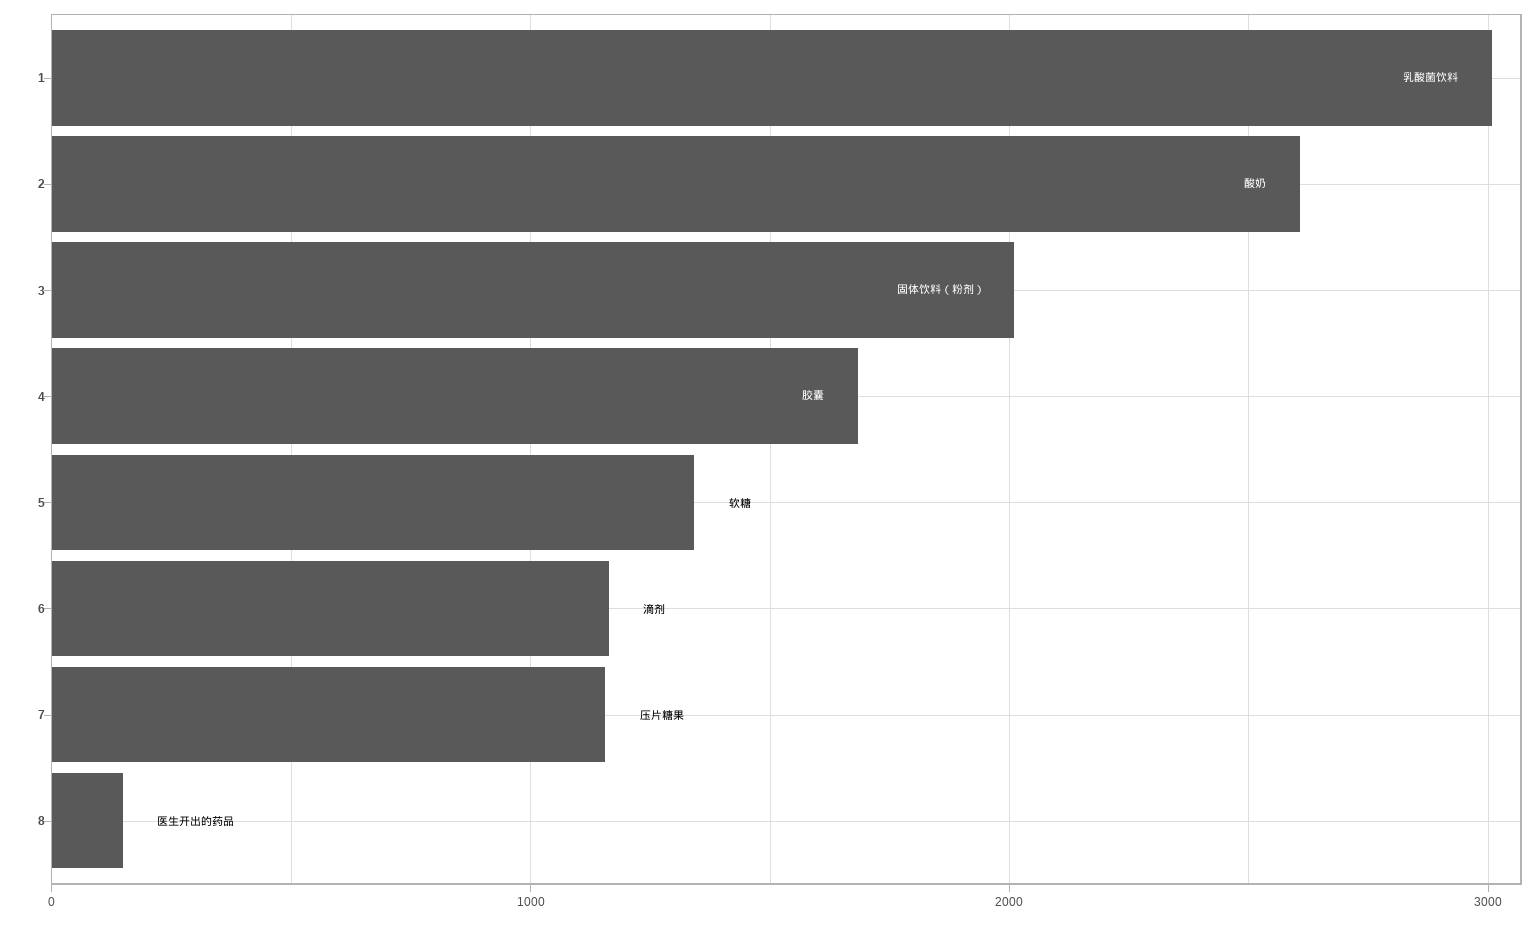 1 乳酸菌饮料
2 酸奶
3 固体饮料（粉剂）
4 胶囊
5 软糖
6 滴剂
7 压片糖果
8 医生开出的药品
0 1000 2000 3000